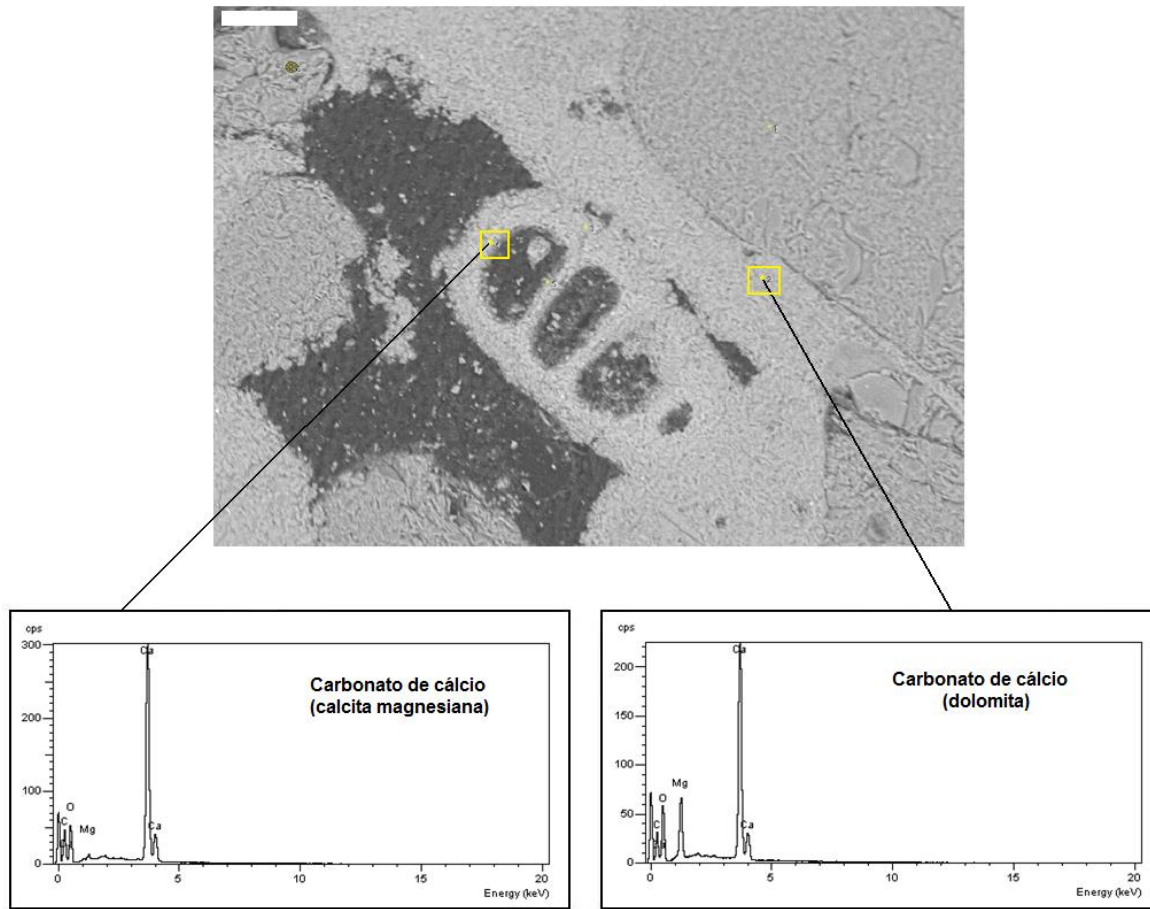 1
cps
300
200
100
0
Ca
Ca
C
O
Mg
0
5
10
15
20
Energy (keV)
Carbonato de cálcio
(calcita magnesiana)
cps
200
150
100
50
0
Ca
Ca
C
O
Mg
0
5
10
15
20
Energy (keV)
Carbonato de cálcio
(dolomita)